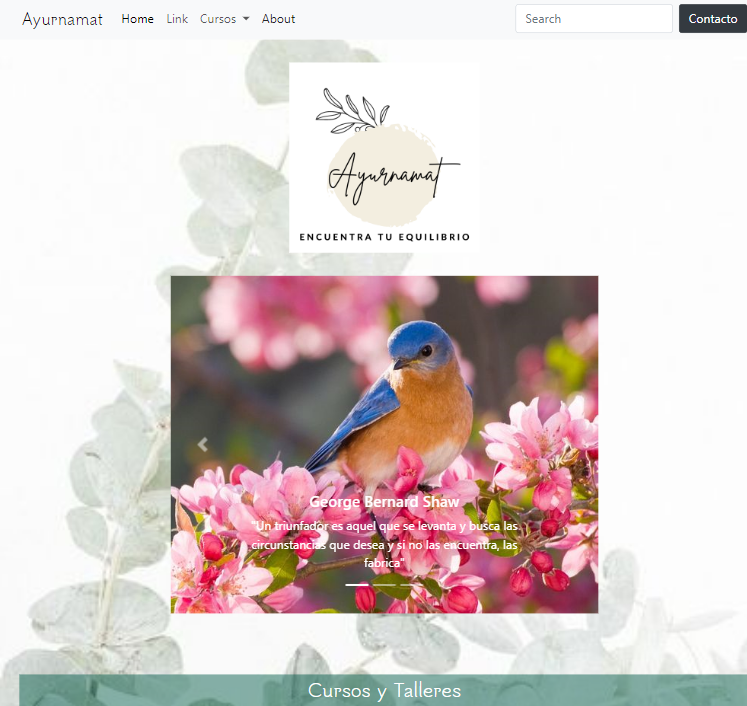 Ayurnamat Home Link Cursos About Search Contacto
Ayurnamat
ENCUENTRA TU EQUILIBRIO
George Bernard Shaw
"Un triunfador es aquel que se levanta y busca las
circunstancias que desea y si no las encuentra, las
fabrica"
Cursos y Talleres